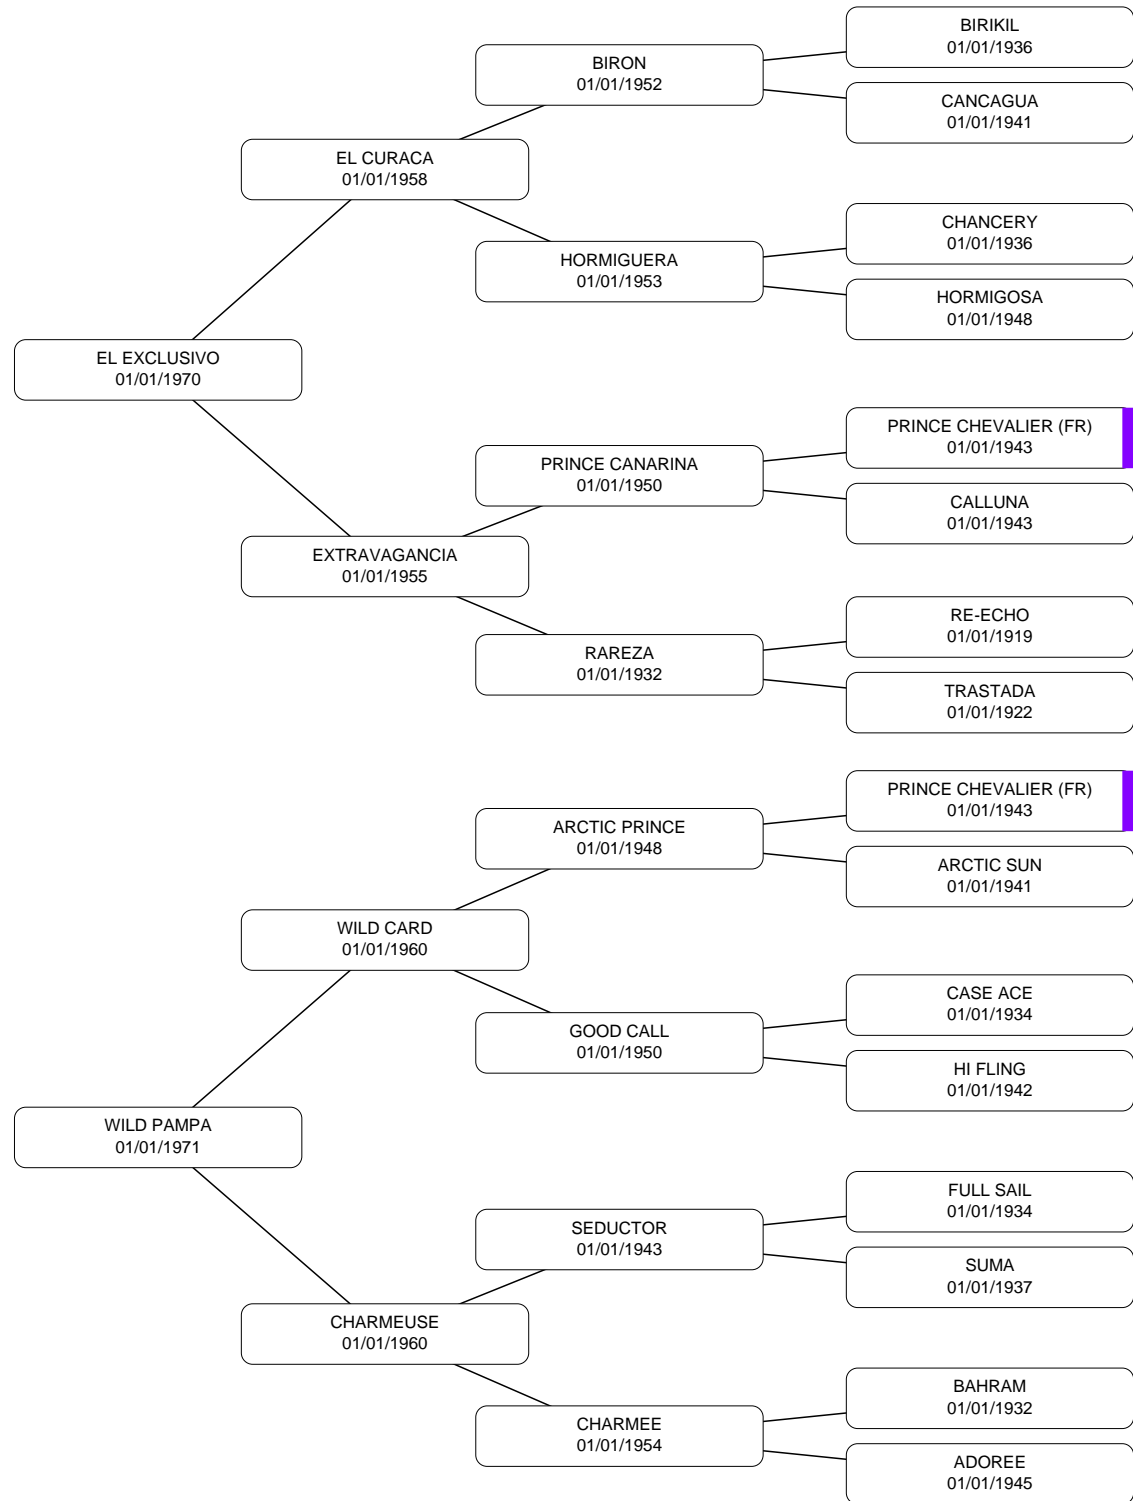 BIRIKIL
01/01/1936
BIRON
01/01/1952
CANCAGUA
01/01/1941
EL CURACA
01/01/1958
CHANCERY
01/01/1936
HORMIGUERA
01/01/1953
HORMIGOSA
01/01/1948
EL EXCLUSIVO
01/01/1970
PRINCE CHEVALIER (FR)
01/01/1943
PRINCE CANARINA
01/01/1950
CALLUNA
01/01/1943
EXTRAVAGANCIA
01/01/1955
RE-ECHO
01/01/1919
RAREZA
01/01/1932
TRASTADA
01/01/1922
PRINCE CHEVALIER (FR)
01/01/1943
ARCTIC PRINCE
01/01/1948
ARCTIC SUN
01/01/1941
WILD CARD
01/01/1960
CASE ACE
01/01/1934
GOOD CALL
01/01/1950
HI FLING
01/01/1942
WILD PAMPA
01/01/1971
FULL SAIL
01/01/1934
SEDUCTOR
01/01/1943
SUMA
01/01/1937
CHARMEUSE
01/01/1960
BAHRAM
01/01/1932
CHARMEE
01/01/1954
ADOREE
01/01/1945